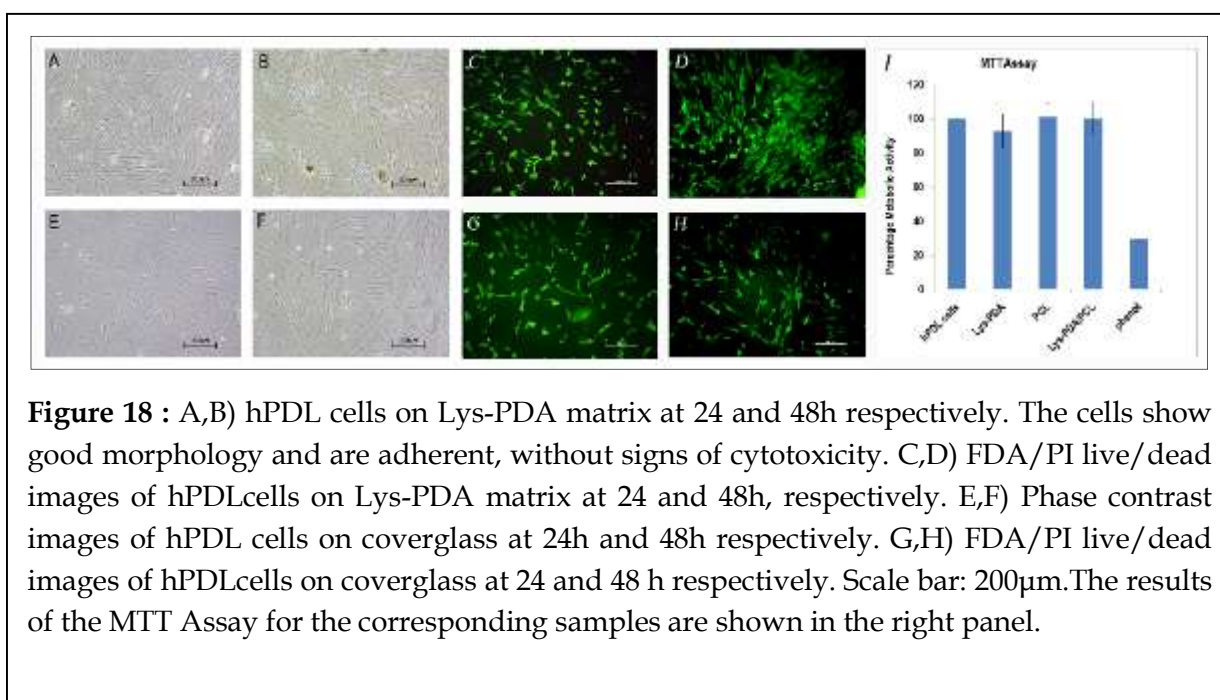 A
B
C
D
I
MTTAssay
120
100
80
60
40
20
0
Percentage Metabolic Activity
hPDL cells
Lys-PDA
PCL
Lys-PDA/PCL
phenol
E
F
G
H
Figure 18 : A,B) hPDL cells on Lys-PDA matrix at 24 and 48h respectively. The cells show
good morphology and are adherent, without signs of cytotoxicity. C,D) FDA/PI live/dead
images of hPDLcells on Lys-PDA matrix at 24 and 48h, respectively. E,F) Phase contrast
images of hPDL cells on coverglass at 24h and 48h respectively. G,H) FDA/PI live/dead
images of hPDLcells on coverglass at 24 and 48 h respectively. Scale bar: 200µm.The results
of the MTT Assay for the corresponding samples are shown in the right panel.